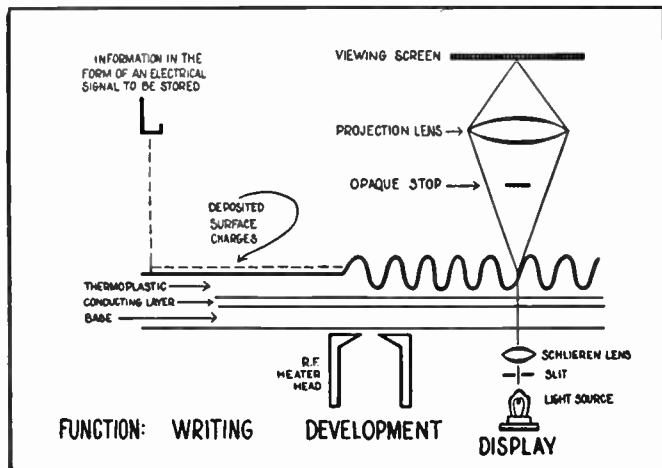 INFORMATION IN THE
FORM OF AN ELECTRICAL
SIGNAL TO BE STORED
VIEWING SCREEN
PROJECTION LENS
OPAQUE STOP
DEPOSITED
SURFACE
CHARGES
THERMOPLASTIC
CONDUCTING LAYER
BASE
R.F.
HEATER
HEAD
SCHLIEREN LENS
SLIT
LIGHT SOURCE
FUNCTION: WRITING DEVELOPMENT DISPLAY